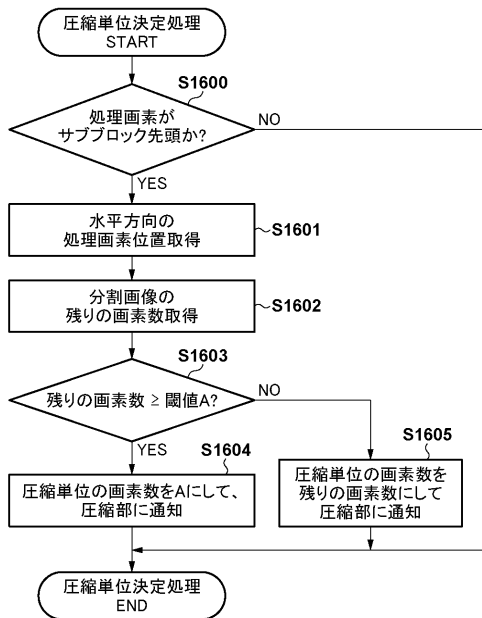 圧縮単位決定処理
START
S1600
処理画素が
サブブロック先頭か?
NO
YES
水平方向の
処理画素位置取得
S1601
分割画像の
残りの画素数取得
S1602
S1603
残りの画素数 ≥ 閾値A?
NO
YES
S1604
圧縮単位の画素数をAにして、
圧縮部に通知
S1605
圧縮単位の画素数を
残りの画素数にして
圧縮部に通知
圧縮単位決定処理
END